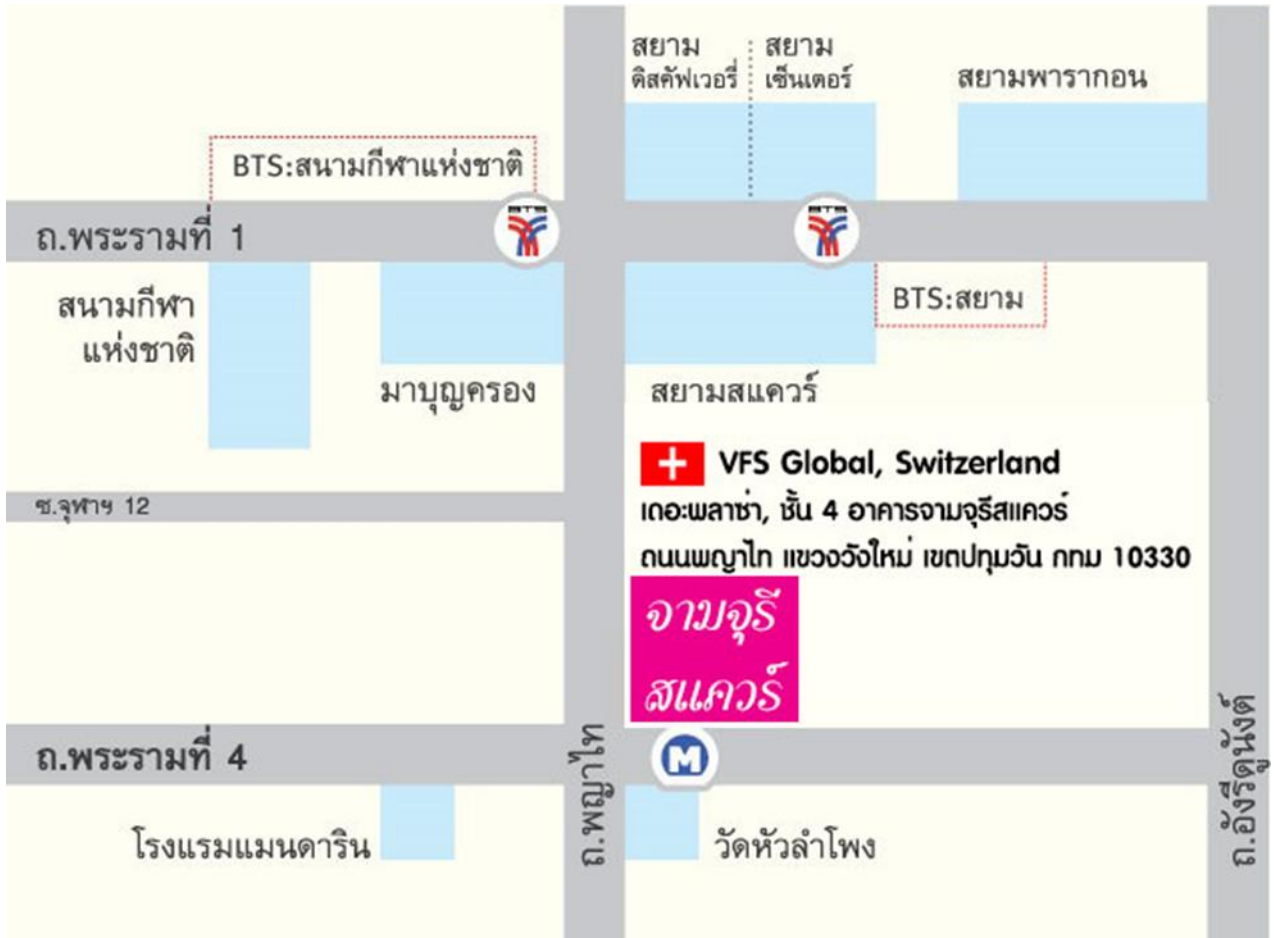 สยาม
ดิสคัฟเวอรี่
สยาม
เซ็นเตอร์
สยามพารากอน
BTS:สนามกีฬาแห่งชาติ
BTS
BTS
ถ.พระรามที่ 1
สนามกีฬา
แห่งชาติ
BTS:สยาม
มาบุญครอง
สยามสแควร์
VFS Global, Switzerland
เดอะพลาซ่า, ชั้น 4 อาคารจามจุรีสแควร์
ถนนพญาไท แขวงวังใหม่ เขตปทุมวัน กทม 10330
ซ.จุฬาฯ 12
จามจุรี
สแควร์
ถ.พระรามที่ 4
M
ถ.พญาไท
ถ.อังรีดูนังต์
โรงแรมแมนดาริน
วัดหัวลำโพง